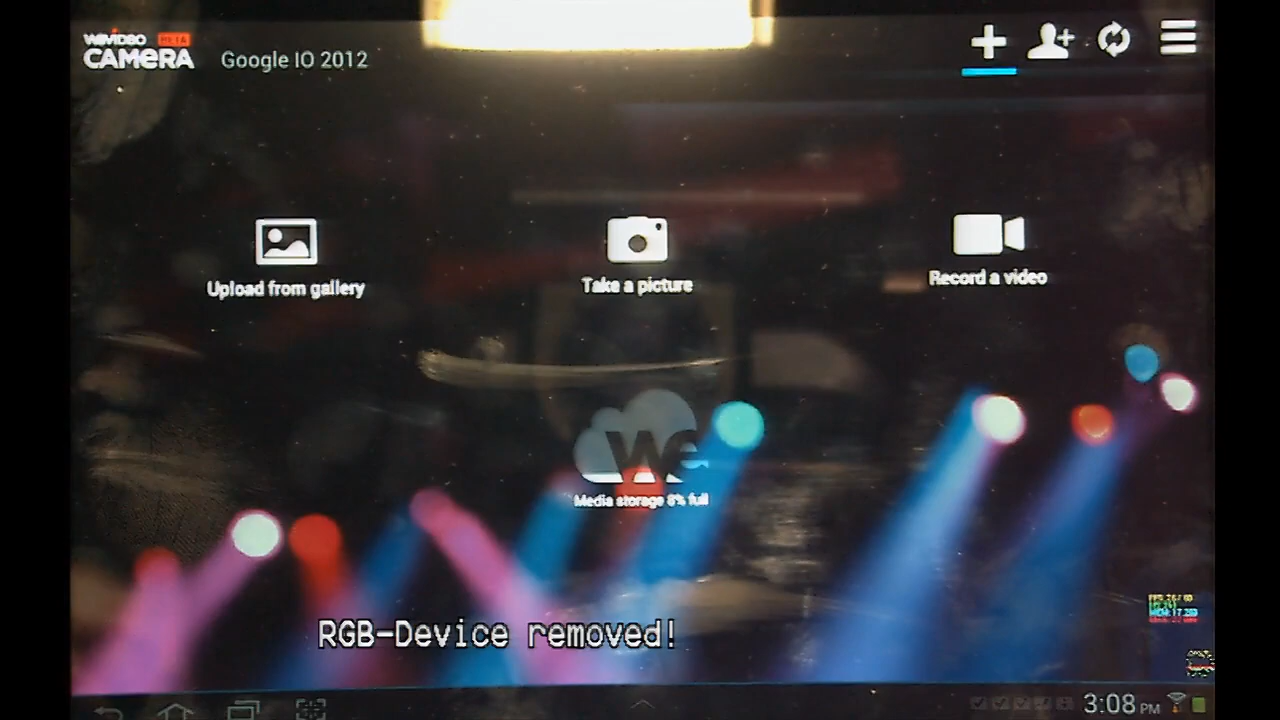 WeVIDEO BETA
CAMeRA
Google IO 2012
Upload from gallery
Take a picture
Record a video
we
Media storage 8% full
RGB-Device removed!
3:08 PM